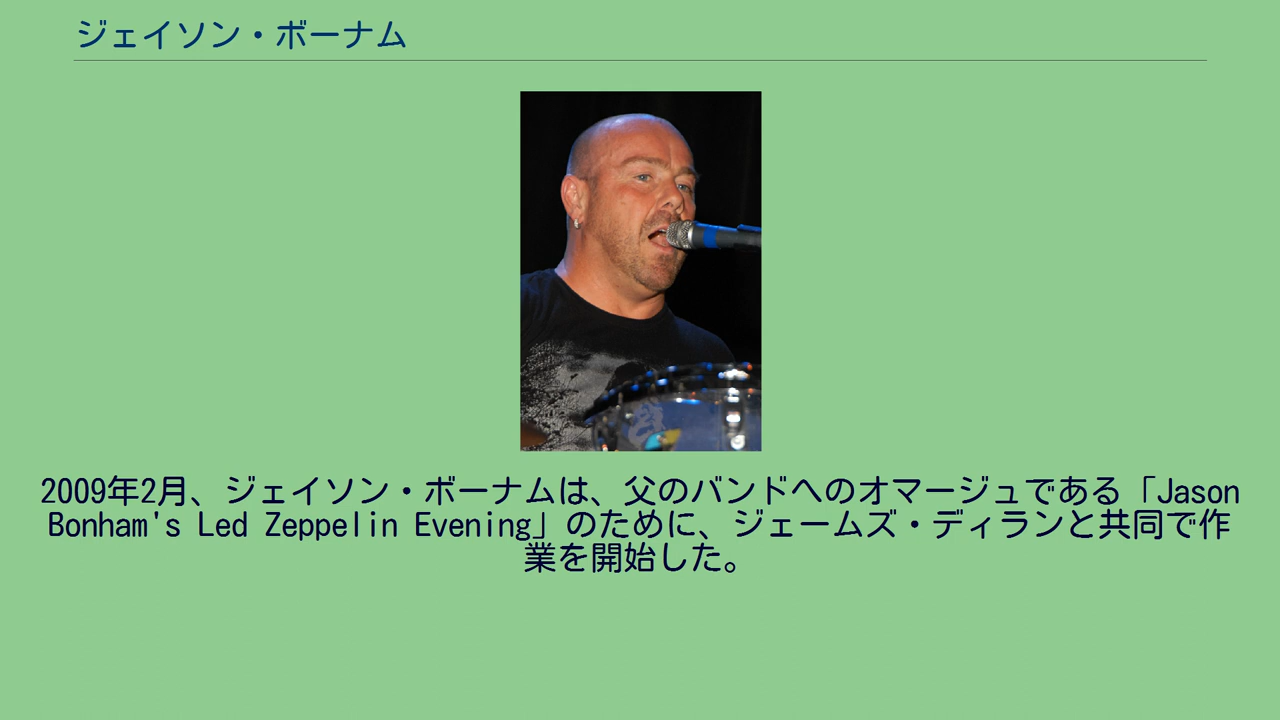 ジェイソン・ボーナム
2009年2月、ジェイソン・ボーナムは、父のバンドへのオマージュである「Jason
Bonham's Led Zeppelin Evening」のために、ジェームズ・ディランと共同で作
業を開始した。